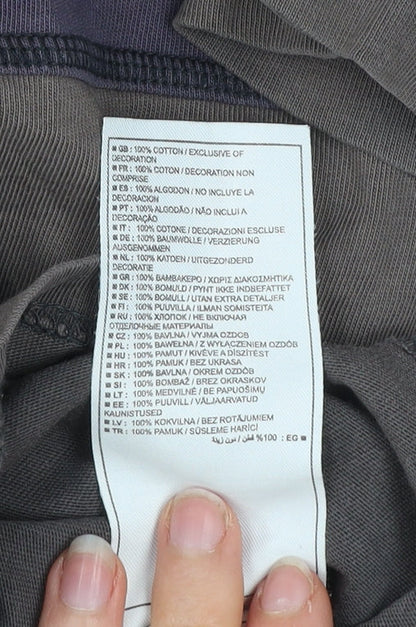 ■ GB : 100% COTTON / EXCLUSIVE OF
DECORATION
■ FR : 100% COTON / DECORATION NON
COMPRISE
■ ES : 100% ALGODON / NO INCLUYE LA
DECORACION
■ PT : 100% ALGODÃO / NÃO INCLUI A
DECORAÇÃO
■ IT : 100% COTONE / DECORAZIONI ESCLUSE
■ DE : 100% BAUMWOLLE / VERZIERUNG
AUSGENOMMEN
■ NL : 100% KATOEN / UITGEZONDERD
DECORATIE
■ GR : 100% ΒΑΜΒΑΚΕΡΟ / ΧΩΡΙΣ ΔΙΑΚΟΣΜΗΤΙΚΑ
■ DK : 100% BOMULD / PYNT IKKE INDBEFATTET
■ SE : 100% BOMULL / UTAN EXTRA DETALJER
■ FI : 100% PUUVILLA / ILMAN SOMISTEITA
■ RU : 100% ХЛОПОК / НЕ ВКЛЮЧАЯ
ОТДЕЛОЧНЫЕ МАТЕРИАЛЫ
■ CZ : 100% BAVLNA / VYJMA OZDOB
■ PL : 100% BAWEŁNA / Z WYŁĄCZENIEM OZDÓB
■ HU : 100% PAMUT / KIVÉVE A DÍSZÍTÉST
■ HR : 100% PAMUK / BEZ UKRASA
■ SK : 100% BAVLNA / OKREM OZDÔB
■ SI : 100% BOMBAŽ / BREZ OKRASKOV
■ LT : 100% MEDVILNĖ / BE PAPUOŠIMŲ
■ EE : 100% PUUVILL / VÄLJAARVATUD
KAUNISTUSED
■ LV : 100% KOKVILNA / BEZ ROTĀJUMIEM
■ TR : 100% PAMUK / SÜSLEME HARİCİ
■ EG : 100% قطن / بدون زينة